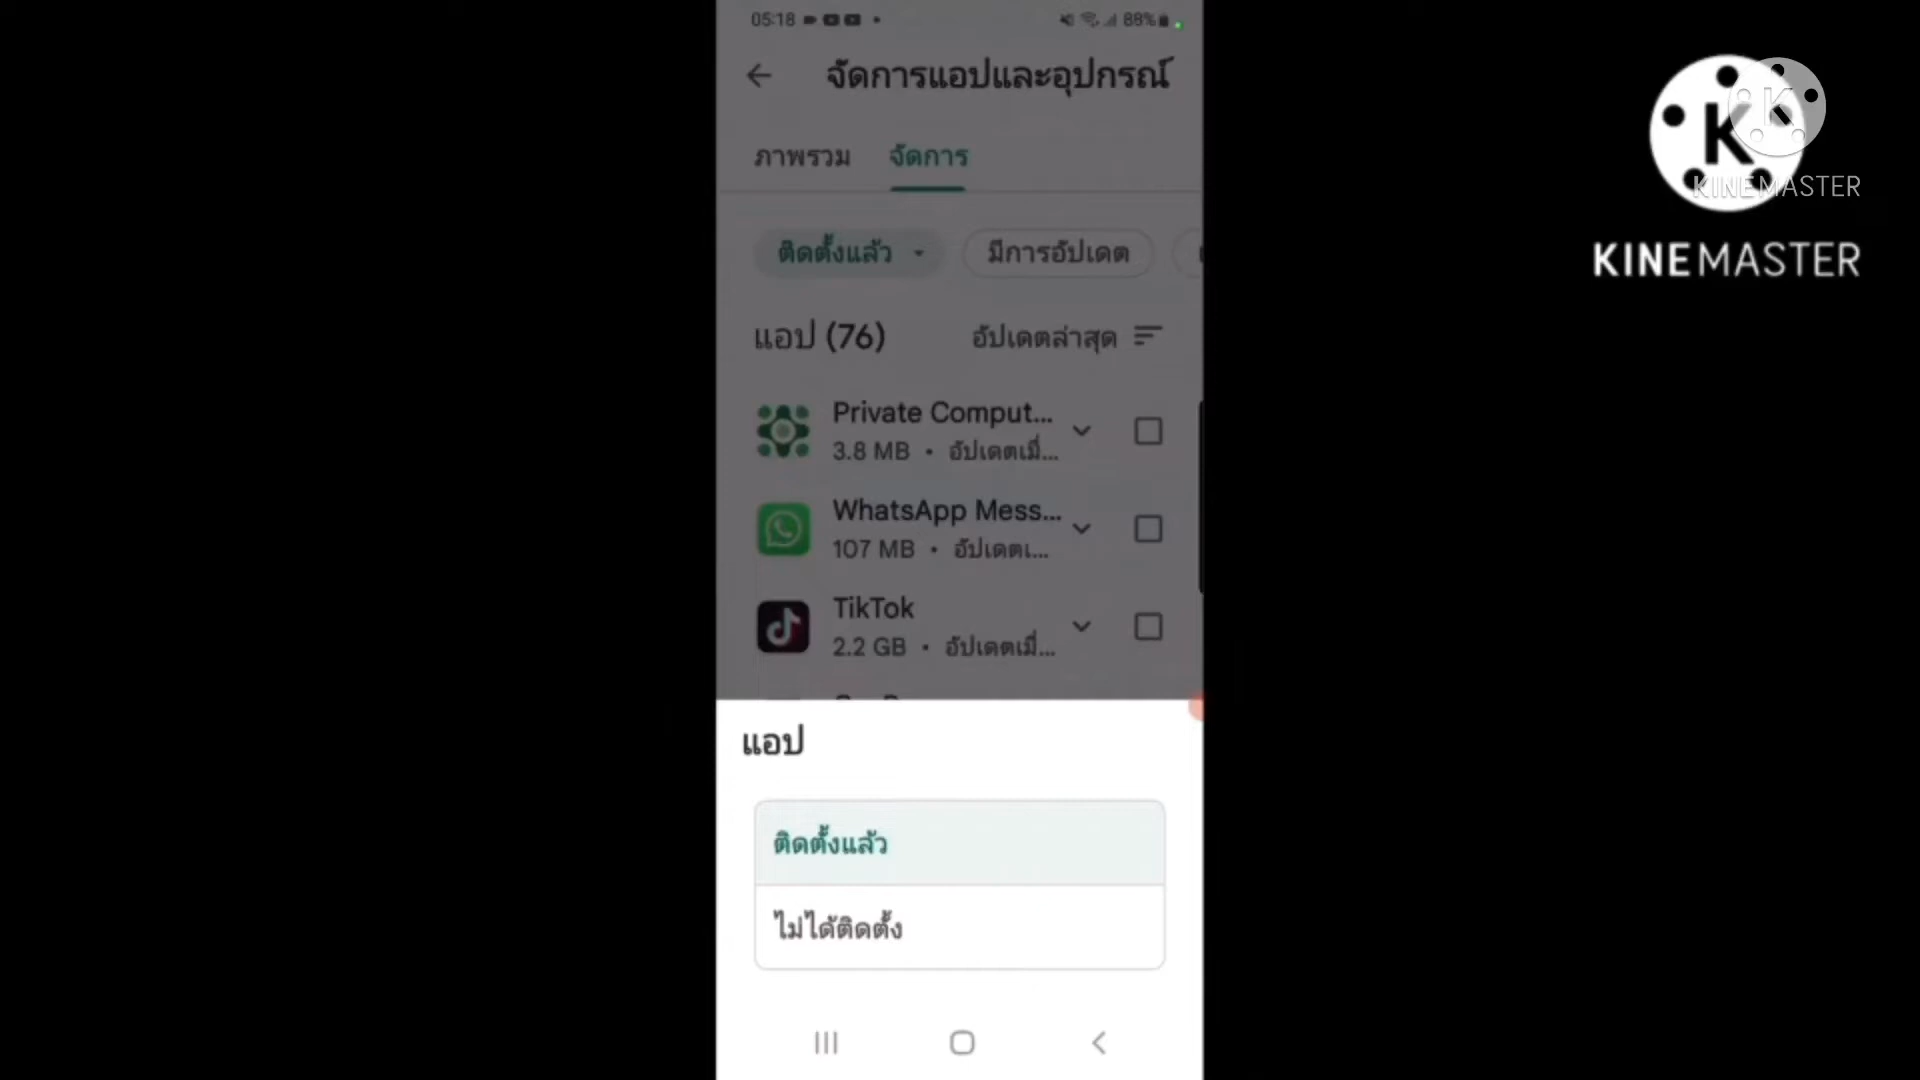 05:18
88%
จัดการแอปและอุปกรณ์
ภาพรวม จัดการ
ติดตั้งแล้ว มีการอัปเดต
แอป (76) อัปเดตล่าสุด
Private Comput...
3.8 MB • อัปเดตเมื่...
WhatsApp Mess...
107 MB • อัปเดตเ...
TikTok
2.2 GB • อัปเดตเมื่...
แอป
ติดตั้งแล้ว
ไม่ได้ติดตั้ง
K
K
KINEMASTER
KINEMASTER